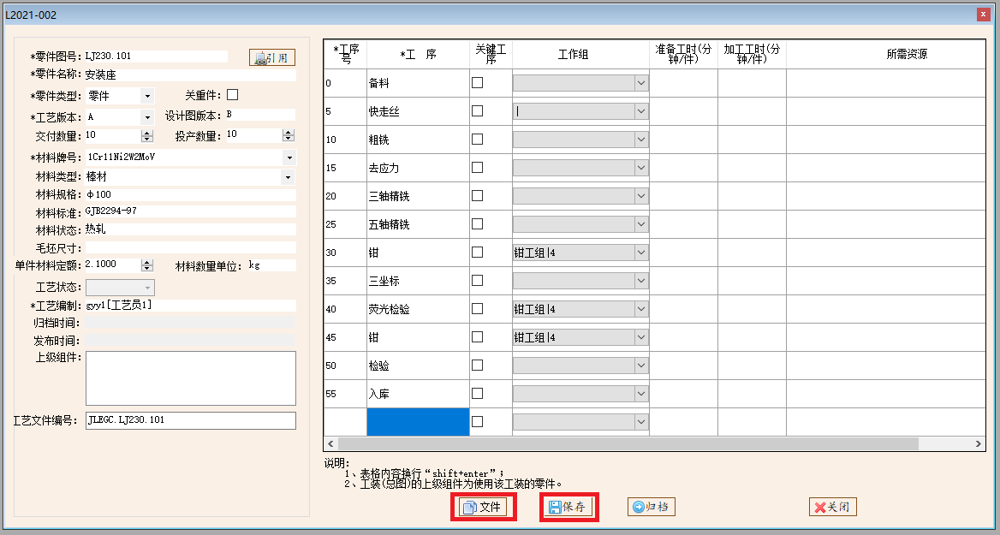 L2021-002
*零件图号: LJ230.101
引用
*零件名称: 安装座
*零件类型: 零件
关重件:
*工艺版本: A
设计图版本: B
交付数量: 10
投产数量: 10
*材料牌号: 1Cr11Ni2W2MoV
材料类型: 棒材
材料规格: φ100
材料标准: GJB2294-97
材料状态: 热轧
毛坯尺寸:
单件材料定额: 2.1000
材料数量单位: kg
工艺状态:
*工艺编制: gyy1[工艺员1]
归档时间:
发布时间:
上级组件:
工艺文件编号: JLEGC.LJ230.101
*工序号 *工 序 关键工序 工作组 准备工时(分钟/件) 加工工时(分钟/件) 所需资源
0 备料
5 快走丝 |
10 粗铣
15 去应力
20 三轴精铣
25 五轴精铣
30 钳 钳工组|4
35 三坐标
40 荧光检验 钳工组|4
45 钳 钳工组|4
50 检验
55 入库
说明:
1、表格内容换行“shift+enter”;
2、工装(总图)的上级组件为使用该工装的零件。
文件 保存 归档 关闭